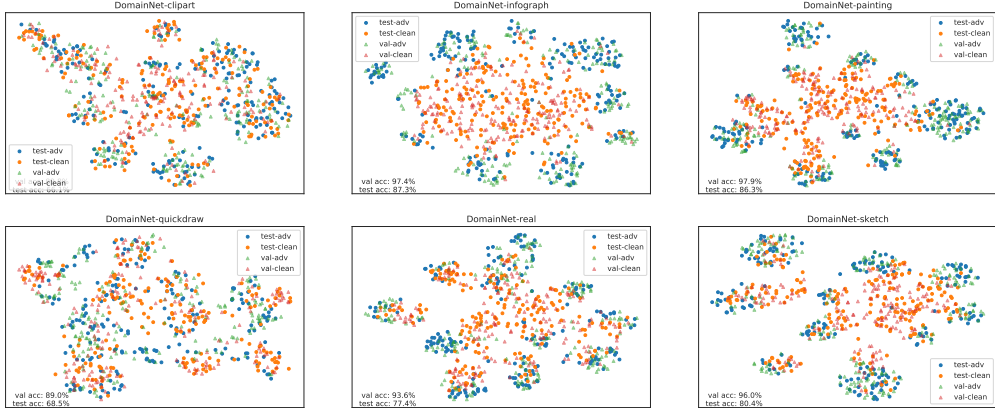 DomainNet-clipart
test-adv
test-clean
val-adv
val-clean
DomainNet-infograph
test-adv
test-clean
val-adv
val-clean
val acc: 97.4%
test acc: 87.3%
DomainNet-painting
test-adv
test-clean
val-adv
val-clean
val acc: 97.9%
test acc: 86.3%
DomainNet-quickdraw
test-adv
test-clean
val-adv
val-clean
val acc: 89.0%
test acc: 68.5%
DomainNet-real
test-adv
test-clean
val-adv
val-clean
val acc: 93.6%
test acc: 77.4%
DomainNet-sketch
test-adv
test-clean
val-adv
val-clean
val acc: 96.0%
test acc: 80.4%